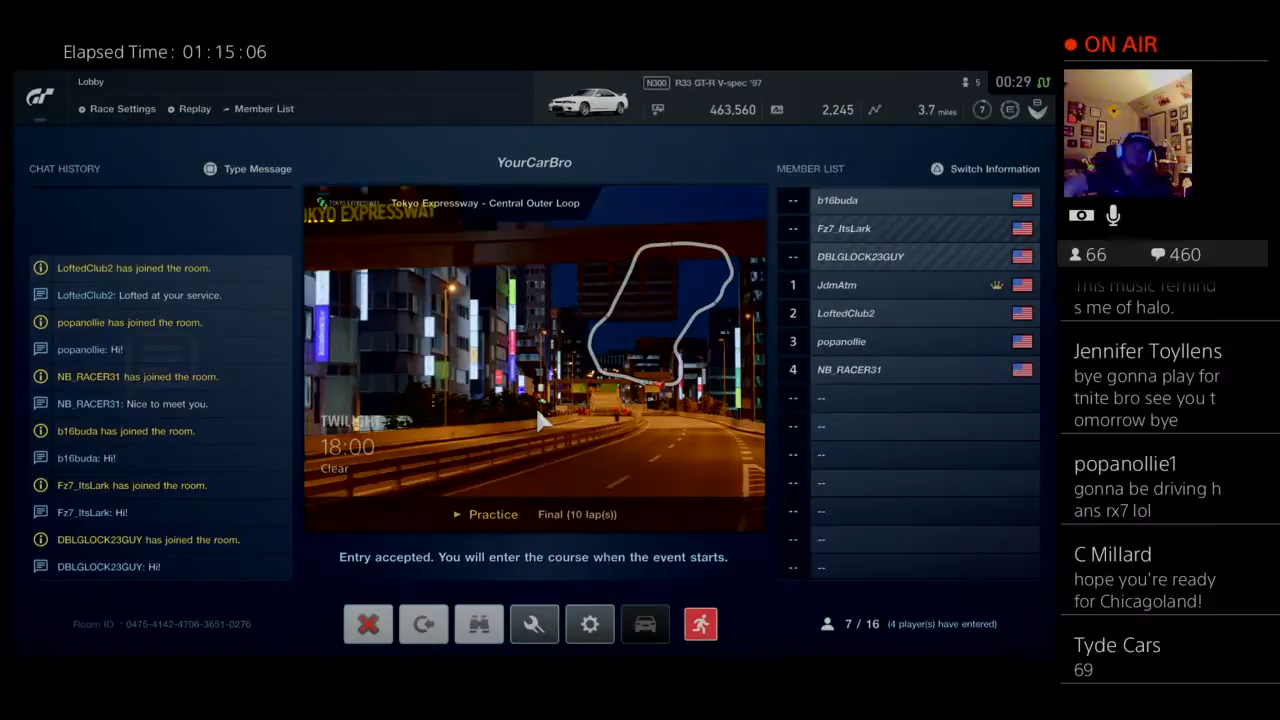 Elapsed Time: 01:15:06
ON AIR
Lobby
Race Settings
Replay
Member List
N300
R33 GT-R V-spec '97
5
00:29
463,560
2,245
3.7 miles
7
E
B
CHAT HISTORY
Type Message
YourCarBro
MEMBER LIST
Switch Information
LoftedClub2 has joined the room.
LoftedClub2: Lofted at your service.
popanollie has joined the room.
popanollie: Hi!
NB_RACER31 has joined the room.
NB_RACER31: Nice to meet you.
b16buda has joined the room.
b16buda: Hi!
Fz7_ItsLark has joined the room.
Fz7_ItsLark: Hi!
DBLGLOCK23GUY has joined the room.
DBLGLOCK23GUY: Hi!
TOKYO EXPRESSWAY
Tokyo Expressway - Central Outer Loop
KYO EXPRESSWAY
TWILIGHT
18:00
Clear
Practice
Final (10 lap(s))
Entry accepted. You will enter the course when the event starts.
-- b16buda
-- Fz7_ItsLark
-- DBLGLOCK23GUY
1 JdmAtm
2 LoftedClub2
3 popanollie
4 NB_RACER31
-- --
-- --
-- --
-- --
-- --
-- --
-- --
Room ID : 0475-4142-4706-3651-0276
7 / 16 (4 player(s) have entered)
66
460
This music remind
s me of halo.
Jennifer Toyllens
bye gonna play for
tnite bro see you t
omorrow bye
popanollie1
gonna be driving h
ans rx7 lol
C Millard
hope you're ready
for Chicagoland!
Tyde Cars
69